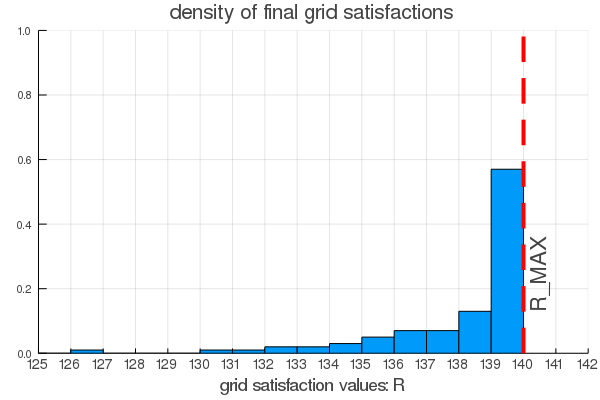 density of final grid satisfactions
1.0
0.8
0.6
0.4
0.2
0.0
R_MAX
125 126 127 128 129 130 131 132 133 134 135 136 137 138 139 140 141 142
grid satisfaction values: R